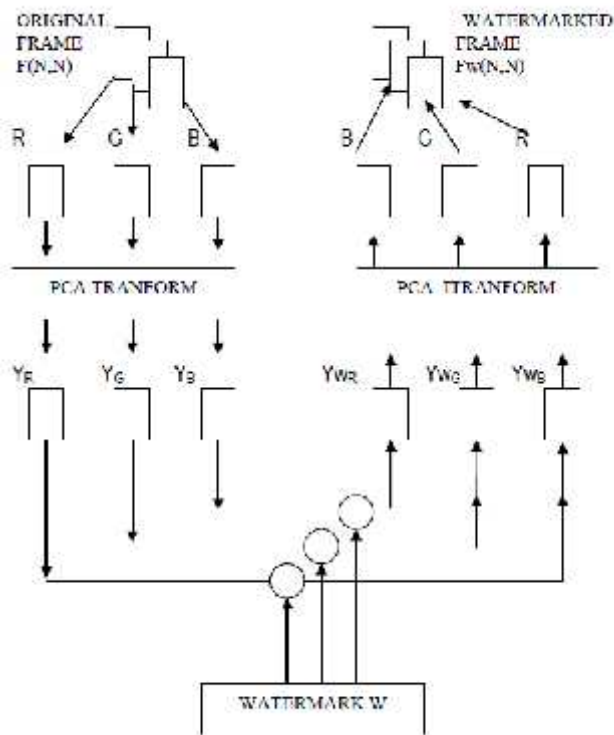 ORIGINAL
FRAME
F(N,N)
WATERMARKED
FRAME
Fw(N,N)
R G B
B G R
PCA TRANFORM
PCA ITRANFORM
YR YG YB
YWR YWG YWB
WATERMARK W